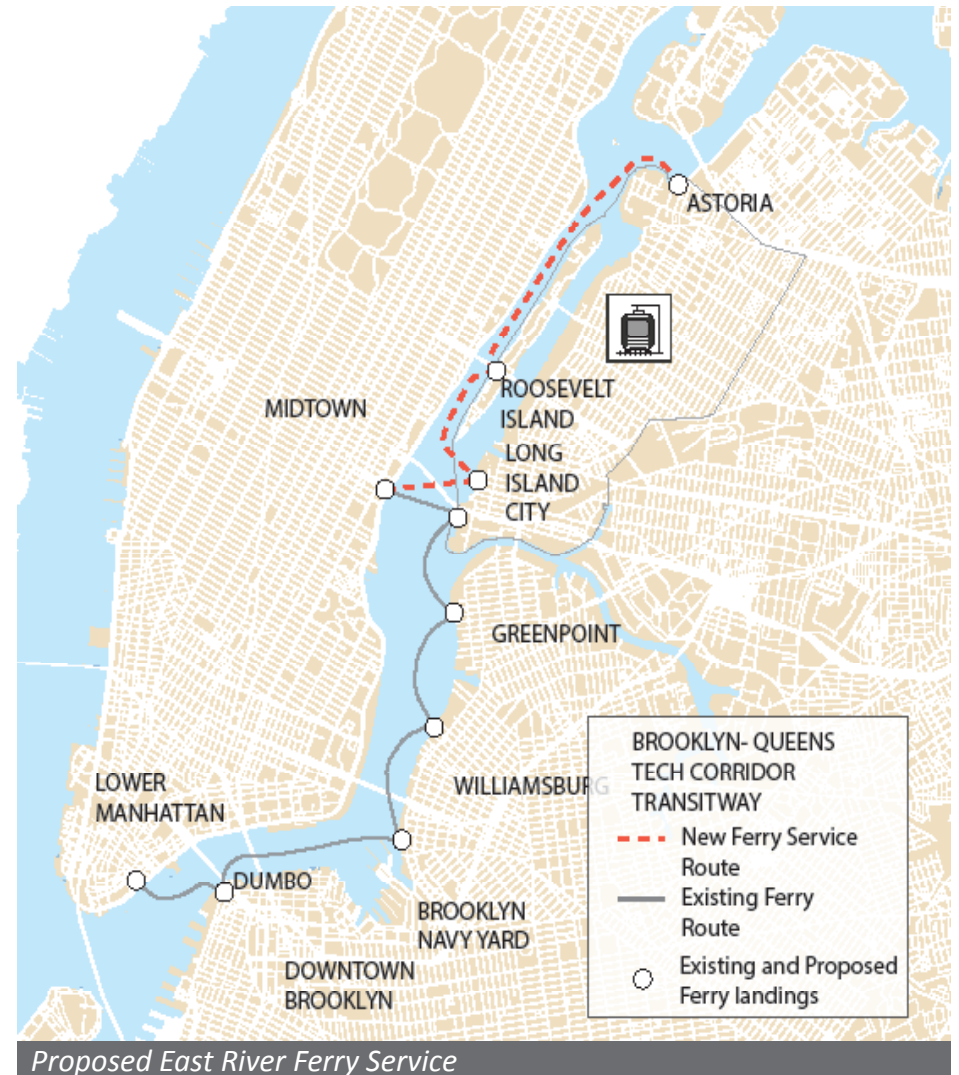 ASTORIA
ROOSEVELT
ISLAND
MIDTOWN
LONG
ISLAND
CITY
GREENPOINT
LOWER
MANHATTAN
WILLIAMSBURG
DUMBO
BROOKLYN
NAVY YARD
DOWNTOWN
BROOKLYN
BROOKLYN- QUEENS
TECH CORRIDOR
TRANSITWAY
New Ferry Service
Route
Existing Ferry
Route
Existing and Proposed
Ferry landings
Proposed East River Ferry Service